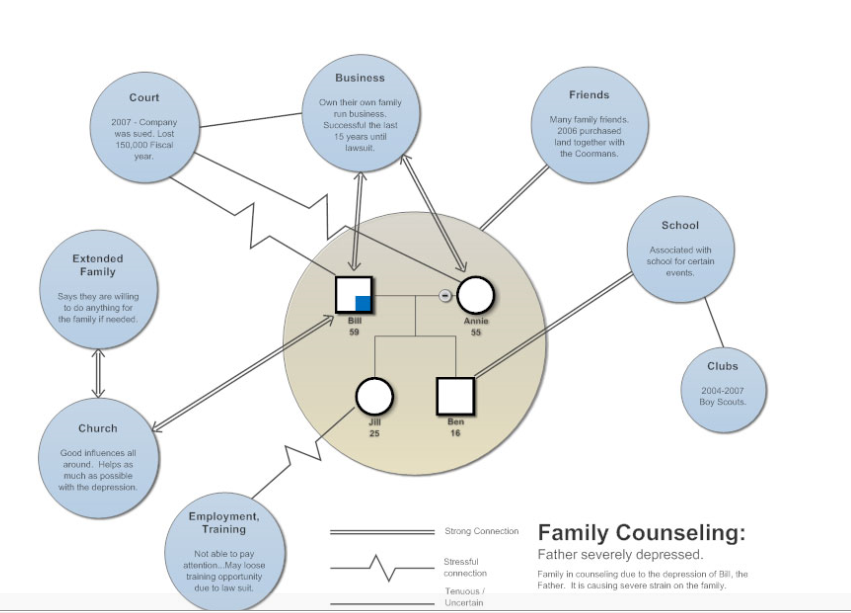 Court
2007 - Company
was sued. Lost
150,000 Fiscal
year.
Business
Own their own family
run business.
Successful the last
15 years until
lawsuit.
Friends
Many family friends.
2006 purchased
land together with
the Coormans.
School
Associated with
school for certain
events.
Extended
Family
Says they are willing
to do anything for
the family if needed.
Bill
59
Annie
55
Clubs
2004-2007
Boy Scouts.
Church
Good influences all
around. Helps as
much as possible
with the depression.
Jill
25
Ben
16
Employment,
Training
Not able to pay
attention...May loose
training opportunity
due to law suit.
Strong Connection
Stressful
connection
Tenuous /
Uncertain
Family Counseling:
Father severely depressed.
Family in counseling due to the depression of Bill, the
Father. It is causing severe strain on the family.